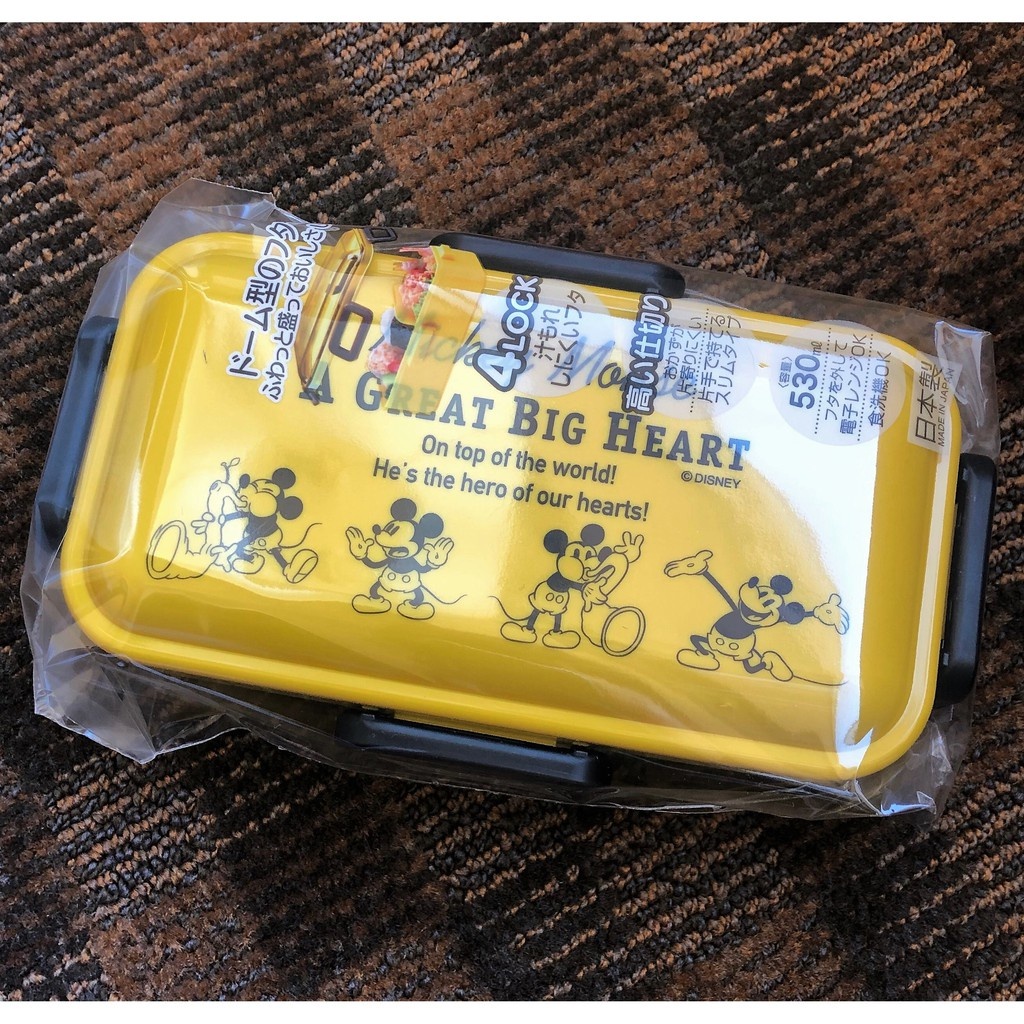 ドーム型のフタ
ふわっと盛っておいしさ
4LOCK
汁もれ
しにくいフタ
高い仕切り
おかずが
片寄りにくい
片手で持てる
スリムタイプ
〈容量〉
530mℓ
フタを外して
電子レンジOK
食洗機OK
日本製
MADE IN JAPAN
Mickey Mouse
A GREAT BIG HEART
©DISNEY
On top of the world!
He's the hero of our hearts!